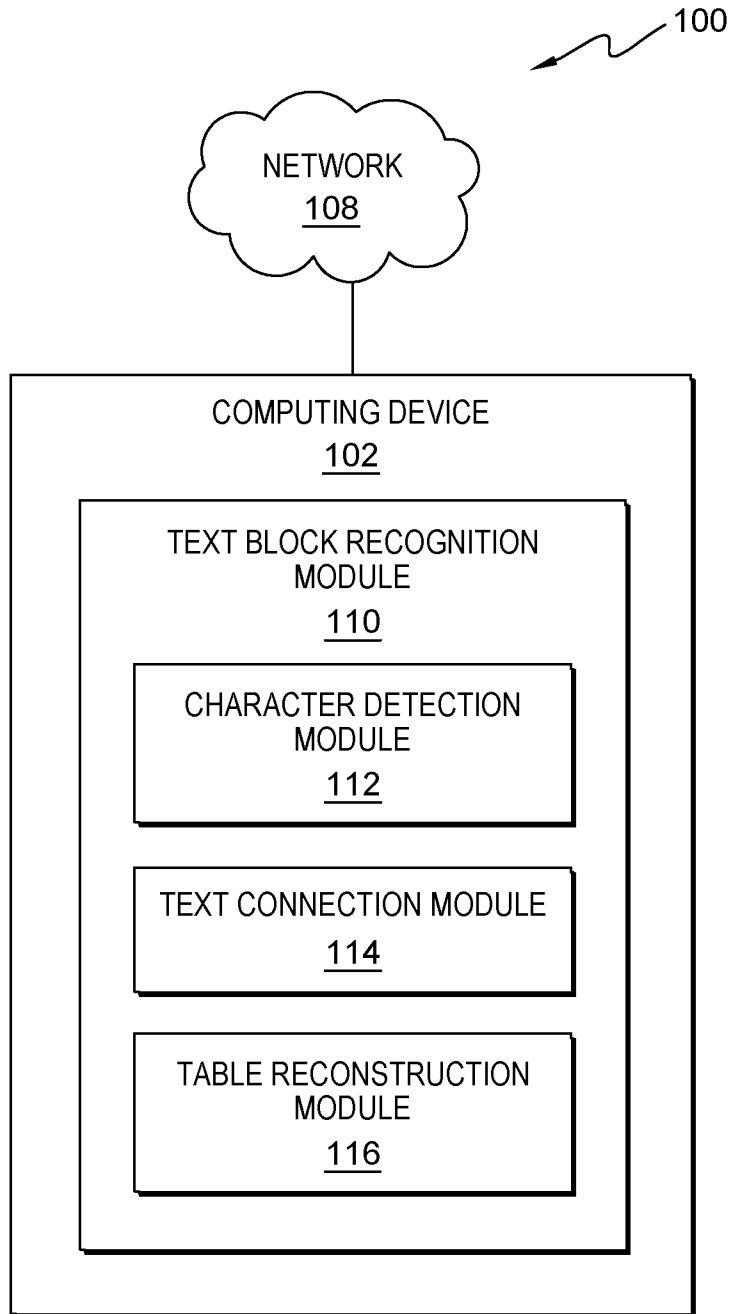 100
NETWORK
108
COMPUTING DEVICE
102
TEXT BLOCK RECOGNITION
MODULE
110
CHARACTER DETECTION
MODULE
112
TEXT CONNECTION MODULE
114
TABLE RECONSTRUCTION
MODULE
116